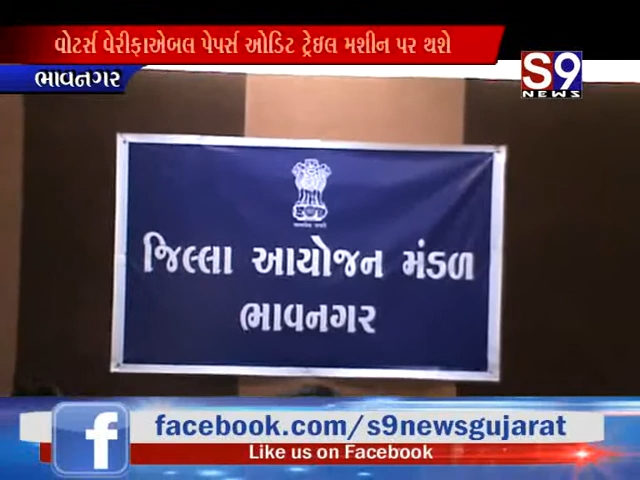 વોટર્સ વેરીફાએબલ પેપર્સ ઓડિટ ટ્રેઇલ મશીન પર થશે
ભાવનગર
S9
NEWS
જિલ્લા આયોજન મંડળ
ભાવનગર
facebook.com/s9newsgujarat
Like us on Facebook